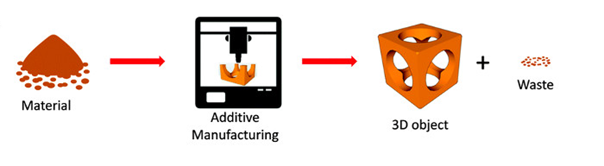 Material
Additive
Manufacturing
3D object
+
Waste